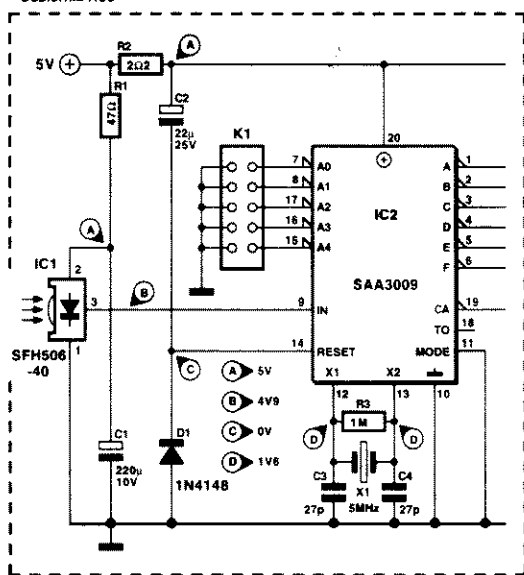 R2
5V
2Ω2
A
R1
47Ω
C2
22µ
25V
K1
20
7 A0
8 A1
17 A2
16 A3
15 A4
IC2
SAA3009
A 1
B 2
C 3
D 4
E 5
F 6
CA 19
TO 18
MODE 11
A
IC1
2
3
B
9 IN
1
SFH506
-40
14 RESET
C
X1
X2
12
13
10
A 5V
B 4V9
C 0V
D 1V6
R3
1M
D
D
C1
220µ
10V
D1
1N4148
C3
27p
X1
5MHz
C4
27p